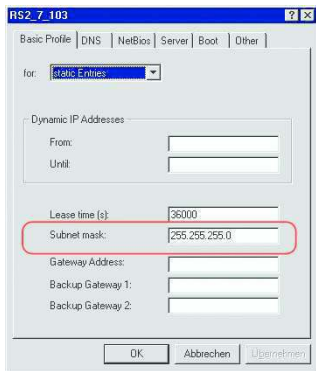 RS2_7_103
Basic Profile DNS NetBios Server Boot Other
for: static Entries
Dynamic IP Addresses
From:
Until:
Lease time (s): 36000
Subnet mask: 255.255.255.0
Gateway Address:
Backup Gateway 1:
Backup Gateway 2:
OK Abbrechen Übernehmen